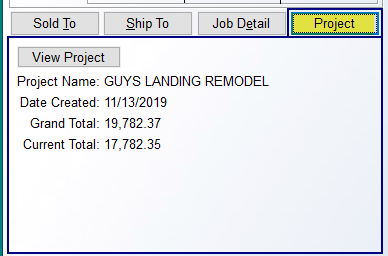 Sold To Ship To Job Detail Project
View Project
Project Name: GUYS LANDING REMODEL
Date Created: 11/13/2019
Grand Total: 19,782.37
Current Total: 17,782.35